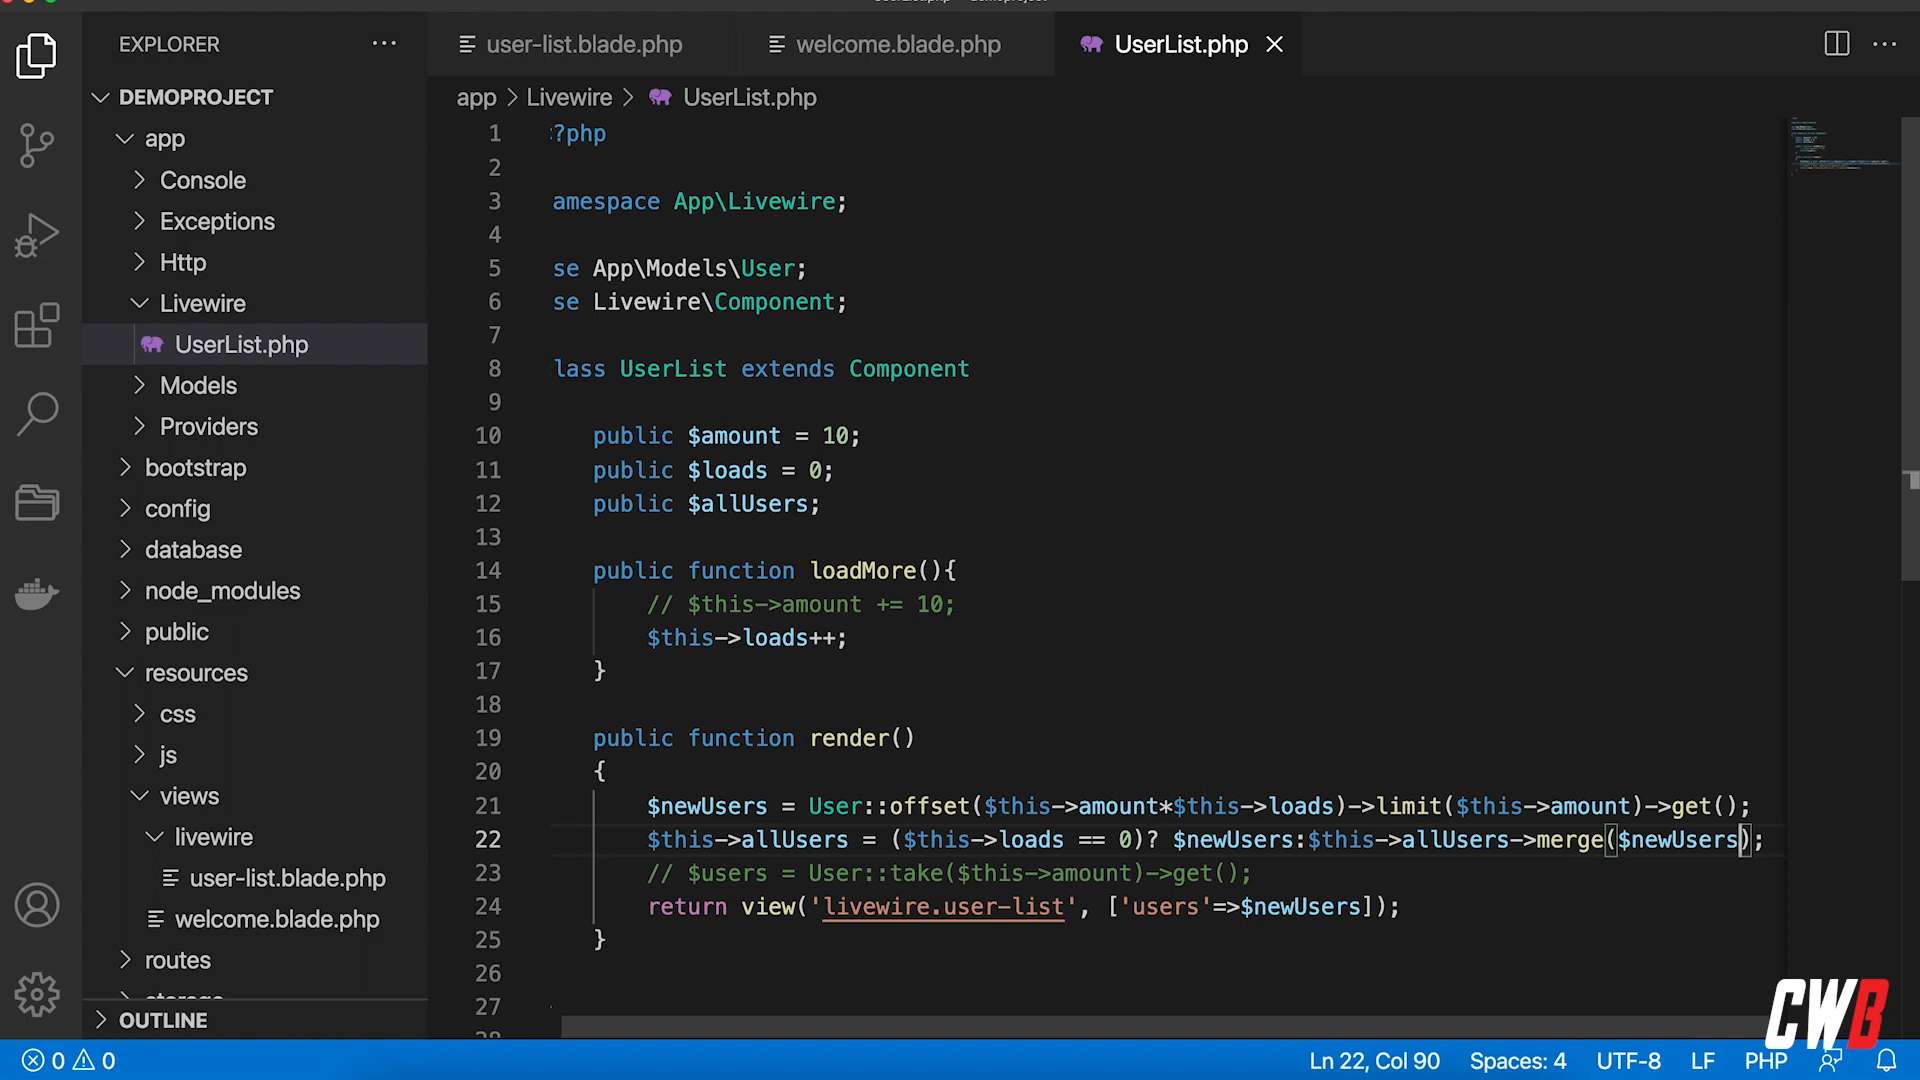 EXPLORER
DEMOPROJECT
app
Console
Exceptions
Http
Livewire
UserList.php
Models
Providers
bootstrap
config
database
node_modules
public
resources
css
js
views
livewire
user-list.blade.php
welcome.blade.php
routes
OUTLINE
user-list.blade.php
welcome.blade.php
UserList.php
app > Livewire > UserList.php
1 ?php
2
3 amespace App\Livewire;
4
5 se App\Models\User;
6 se Livewire\Component;
7
8 lass UserList extends Component
9
10 public $amount = 10;
11 public $loads = 0;
12 public $allUsers;
13
14 public function loadMore(){
15 // $this->amount += 10;
16 $this->loads++;
17 }
18
19 public function render()
20 {
21 $newUsers = User::offset($this->amount*$this->loads)->limit($this->amount)->get();
22 $this->allUsers = ($this->loads == 0)? $newUsers:$this->allUsers->merge($newUsers);
23 // $users = User::take($this->amount)->get();
24 return view('livewire.user-list', ['users'=>$newUsers]);
25 }
26
27
CWB
0 0
Ln 22, Col 90 Spaces: 4 UTF-8 LF PHP